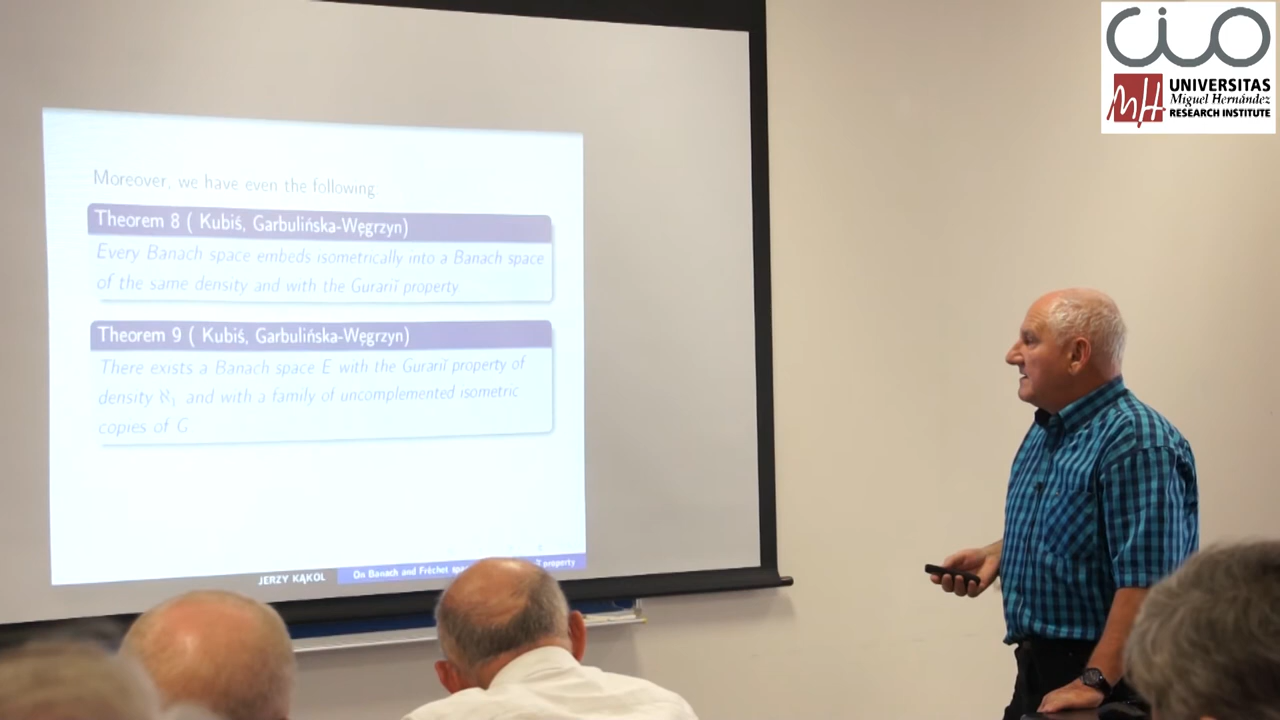 Moreover, we have even the following
Theorem 8 ( Kubiś, Garbulińska-Węgrzyn)
Every Banach space embeds isometrically into a Banach space
of the same density and with the Gurariĭ property
Theorem 9 ( Kubiś, Garbulińska-Węgrzyn)
There exists a Banach space E with the Gurariĭ property of
density ℵ₁ and with a family of uncomplemented isometric
copies of G
JERZY KĄKOL
On Banach and Fréchet spac
property
CIO
MH
UNIVERSITAS
Miguel Hernández
RESEARCH INSTITUTE